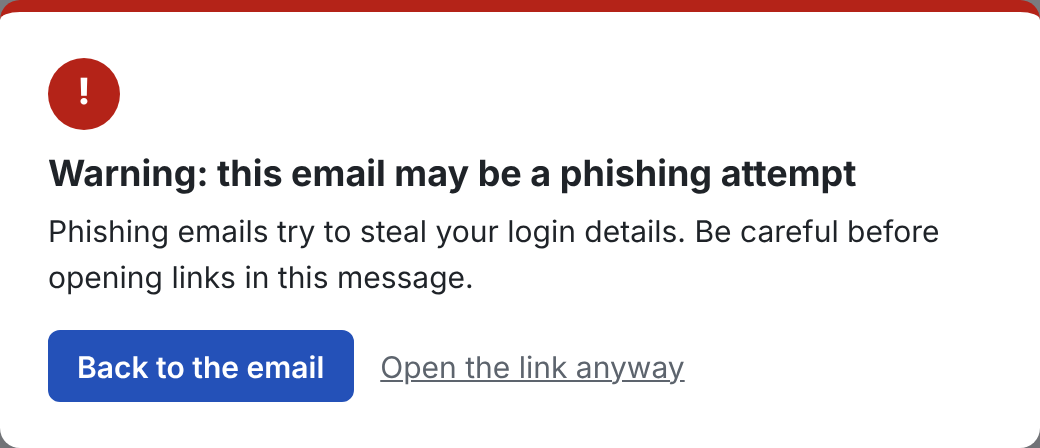 !
Warning: this email may be a phishing attempt
Phishing emails try to steal your login details. Be careful before
opening links in this message.
Back to the email
Open the link anyway